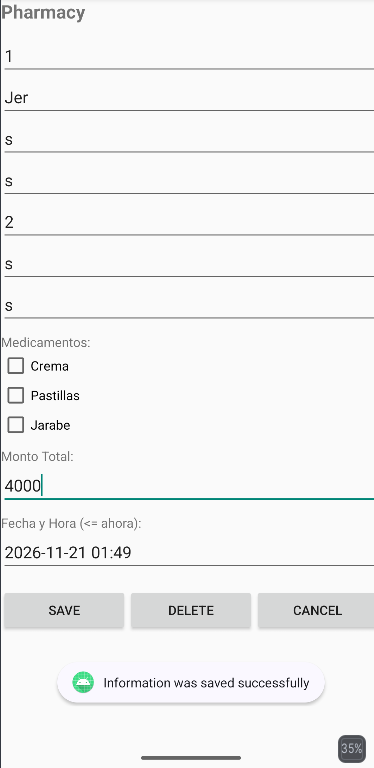 Pharmacy
1
Jer
s
s
2
s
s
Medicamentos:
Crema
Pastillas
Jarabe
Monto Total:
4000
Fecha y Hora (<= ahora):
2026-11-21 01:49
SAVE DELETE CANCEL
Information was saved successfully
35%